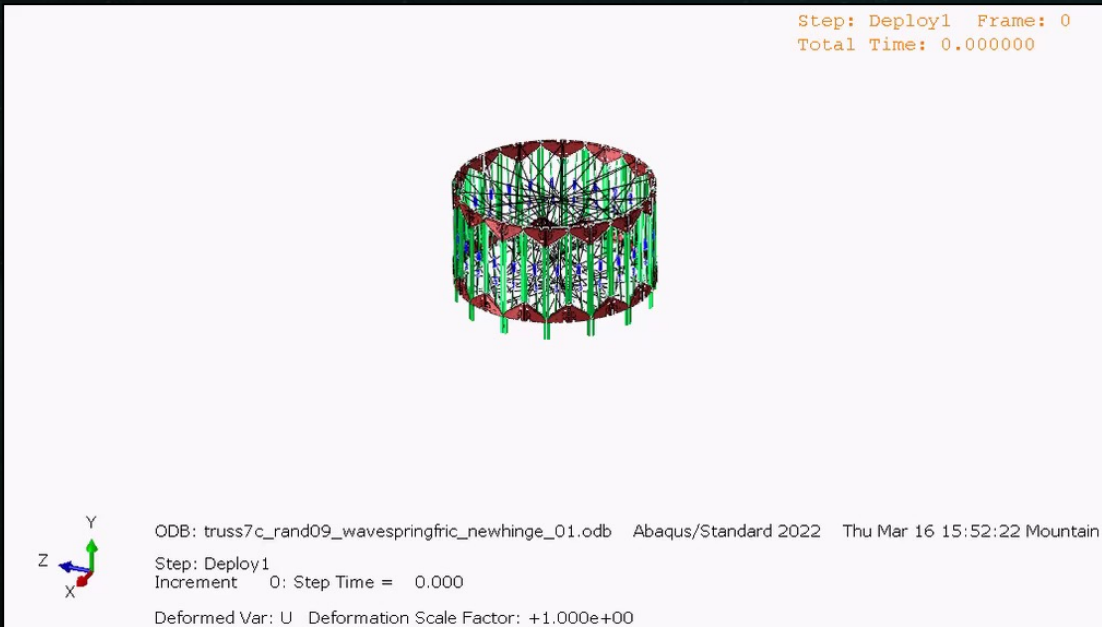 Step: Deploy1 Frame: 0
Total Time: 0.000000
Y
Z
X
ODB: truss7c_rand09_wavespringfric_newhinge_01.odb Abaqus/Standard 2022 Thu Mar 16 15:52:22 Mountain
Step: Deploy1
Increment 0: Step Time = 0.000
Deformed Var: U Deformation Scale Factor: +1.000e+00